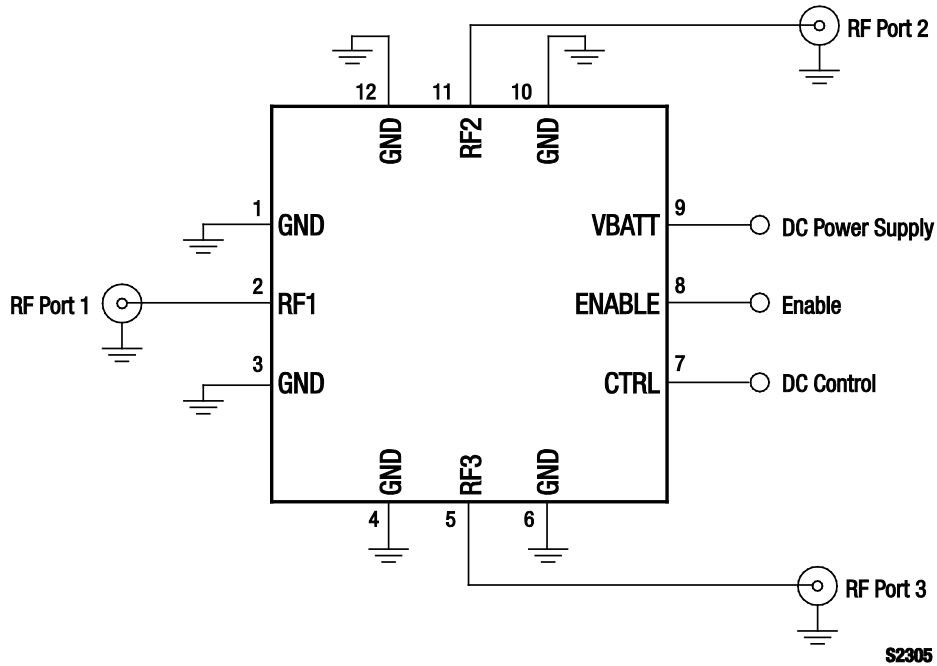 RF Port 2
12
11
10
GND
RF2
GND
1
GND
VBATT
9
DC Power Supply
RF Port 1
2
RF1
ENABLE
8
Enable
3
GND
CTRL
7
DC Control
GND
RF3
GND
4
5
6
RF Port 3
S2305